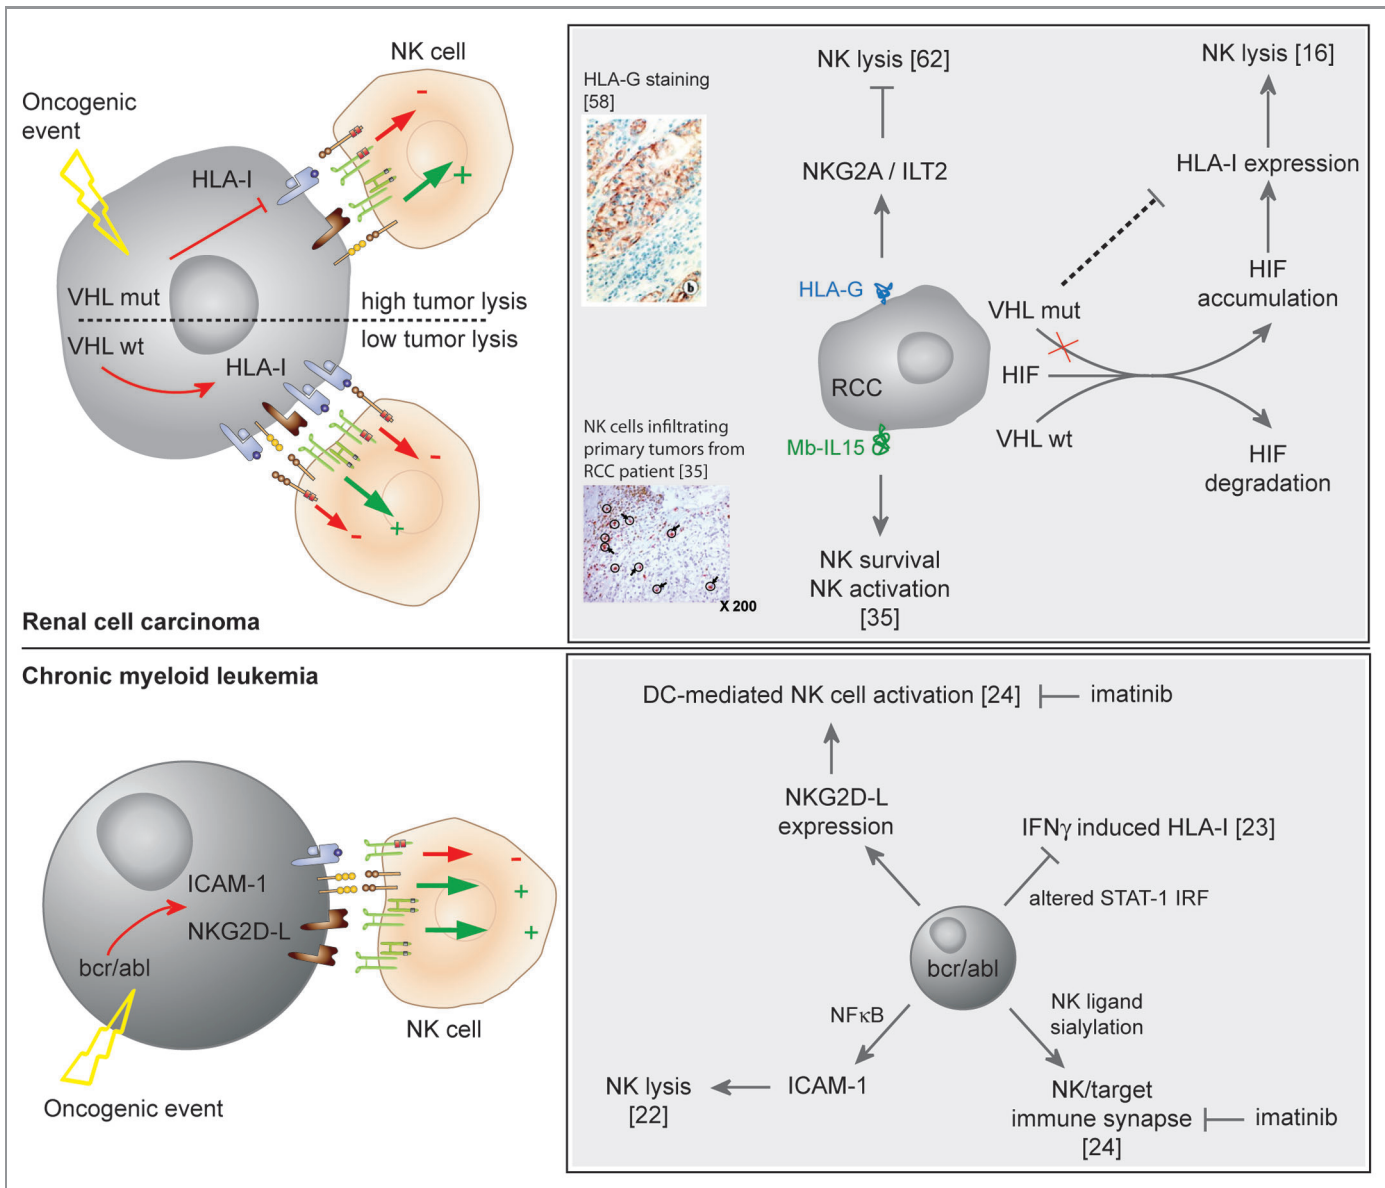 NK cell
Oncogenic
event
HLA-I
VHL mut
high tumor lysis
low tumor lysis
VHL wt
HLA-I
-
+
-
+
-
Renal cell carcinoma
HLA-G staining
[58]
b
NK cells infiltrating
primary tumors from
RCC patient [35]
X 200
NK lysis [62]
NKG2A / ILT2
HLA-G
RCC
Mb-IL15
NK survival
NK activation
[35]
NK lysis [16]
HLA-I expression
HIF
accumulation
VHL mut
HIF
VHL wt
HIF
degradation
Chronic myeloid leukemia
ICAM-1
NKG2D-L
bcr/abl
-
+
+
NK cell
Oncogenic event
DC-mediated NK cell activation [24]
imatinib
NKG2D-L
expression
IFNγ induced HLA-I [23]
altered STAT-1 IRF
bcr/abl
NFκB
NK ligand
sialylation
NK lysis
[22]
ICAM-1
NK/target
immune synapse
[24]
imatinib